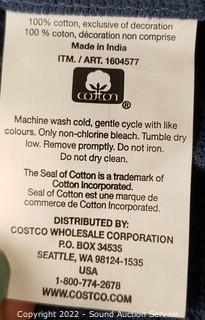 100% cotton, exclusive of decoration
100 % coton, décoration non comprise
Made in India
ITM. / ART. 1604577
cotton
®
Machine wash cold, gentle cycle with like
colours. Only non-chlorine bleach. Tumble dry
low. Remove promptly. Do not iron.
Do not dry clean.
The Seal of Cotton is a trademark of
Cotton Incorporated.
Seal of Cotton est une marque de
commerce de Cotton Incorporated.
DISTRIBUTED BY:
COSTCO WHOLESALE CORPORATION
P.O. BOX 34535
SEATTLE, WA 98124-1535
USA
1-800-774-2678
WWW.COSTCO.COM
Copyright 2022 - Sound Auction Service